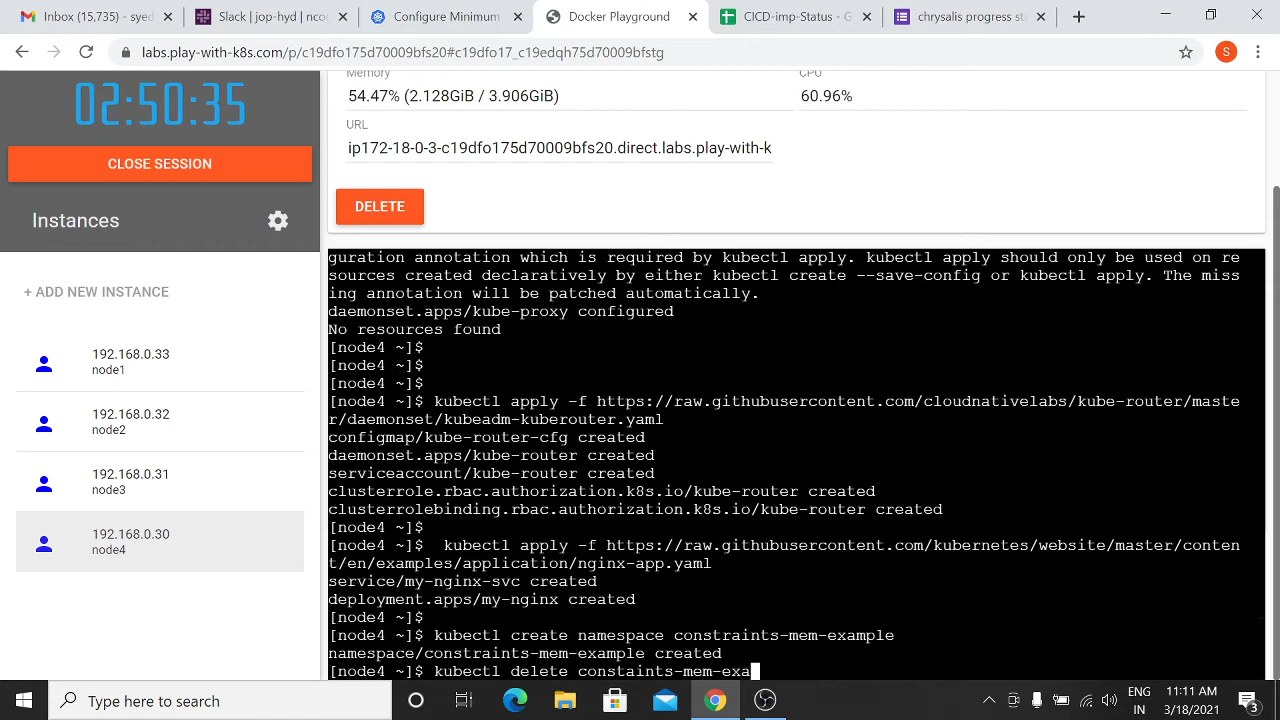 Inbox (15,735) - syed
Slack | jop-hyd | ncoo
Configure Minimum
Docker Playground
CICD-imp-Status - G
chrysalis progress sta
labs.play-with-k8s.com/p/c19dfo175d70009bfs20#c19dfo17_c19edqh75d70009bfstg
S
02:50:35
CLOSE SESSION
Instances
+ ADD NEW INSTANCE
192.168.0.33
node1
192.168.0.32
node2
192.168.0.31
node3
192.168.0.30
node4
Memory
54.47% (2.128GiB / 3.906GiB)
CPU
60.96%
URL
ip172-18-0-3-c19dfo175d70009bfs20.direct.labs.play-with-k
DELETE
guration annotation which is required by kubectl apply. kubectl apply should only be used on re
sources created declaratively by either kubectl create --save-config or kubectl apply. The miss
ing annotation will be patched automatically.
daemonset.apps/kube-proxy configured
No resources found
[node4 ~]$
[node4 ~]$
[node4 ~]$
[node4 ~]$ kubectl apply -f https://raw.githubusercontent.com/cloudnativelabs/kube-router/maste
r/daemonset/kubeadm-kuberouter.yaml
configmap/kube-router-cfg created
daemonset.apps/kube-router created
serviceaccount/kube-router created
clusterrole.rbac.authorization.k8s.io/kube-router created
clusterrolebinding.rbac.authorization.k8s.io/kube-router created
[node4 ~]$
[node4 ~]$  kubectl apply -f https://raw.githubusercontent.com/kubernetes/website/master/conten
t/en/examples/application/nginx-app.yaml
service/my-nginx-svc created
deployment.apps/my-nginx created
[node4 ~]$
[node4 ~]$ kubectl create namespace constraints-mem-example
namespace/constraints-mem-example created
[node4 ~]$ kubectl delete constaints-mem-exa
Type here to search
ENG
IN
11:11 AM
3/18/2021
3